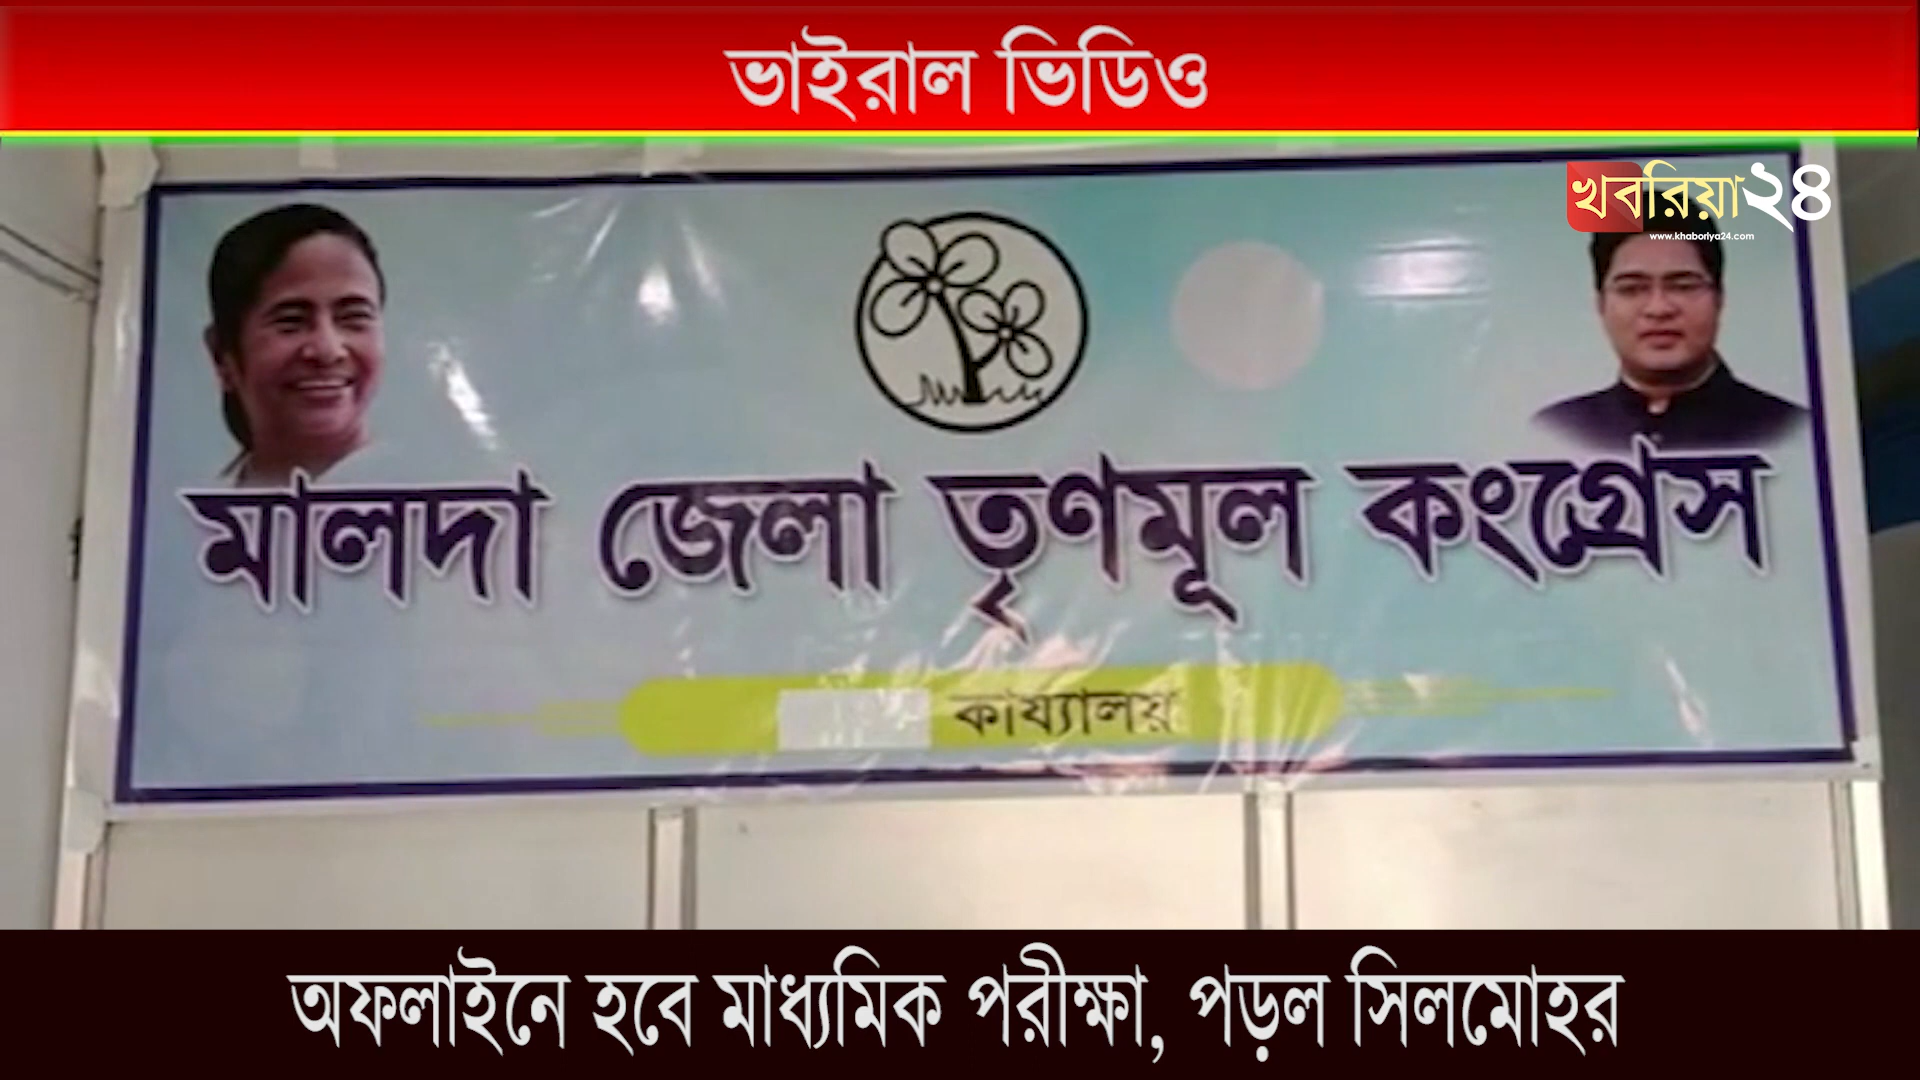 ভাইরাল ভিডিও
খবরিয়া২৪
www.khaboriya24.com
মালদা জেলা তৃণমূল কংগ্রেস
কায্যালয়
অফলাইনে হবে মাধ্যমিক পরীক্ষা, পড়ল সিলমোহর